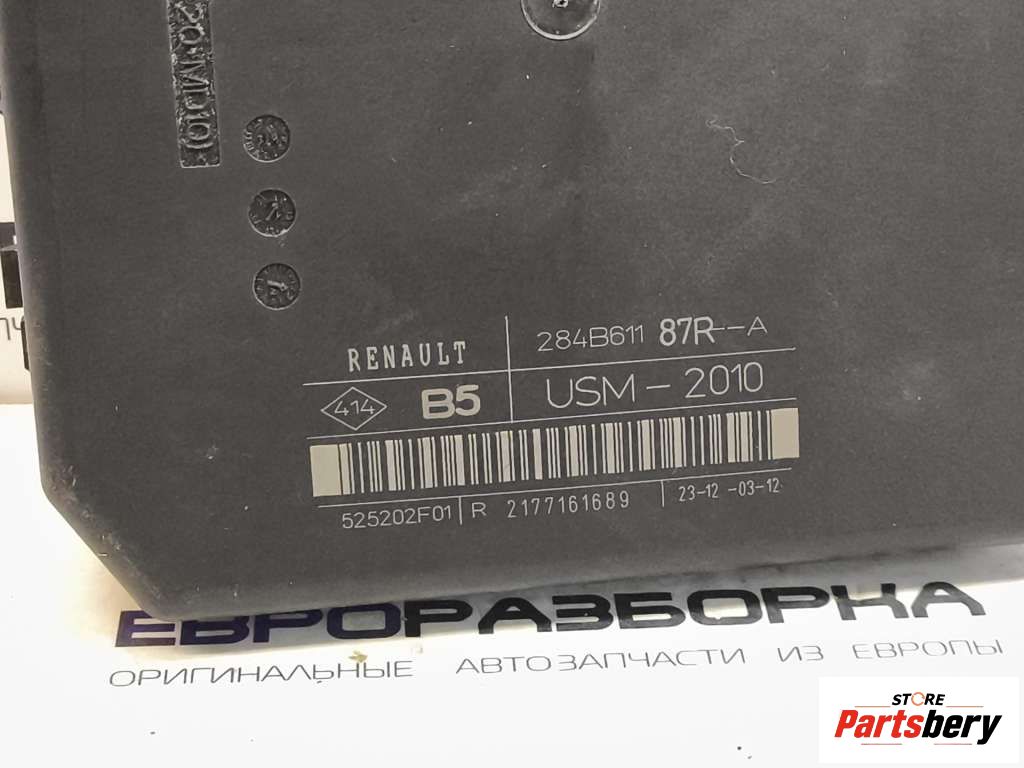 RENAULT
284B611 87R--A
414
B5
USM-2010
525202F01 R 2177161689 23-12-03-12
ЕВРОРАЗБОРКА
ОРИГИНАЛЬНЫЕ АВТОЗАПЧАСТИ ИЗ ЕВРОПЫ
STORE
Partsbery